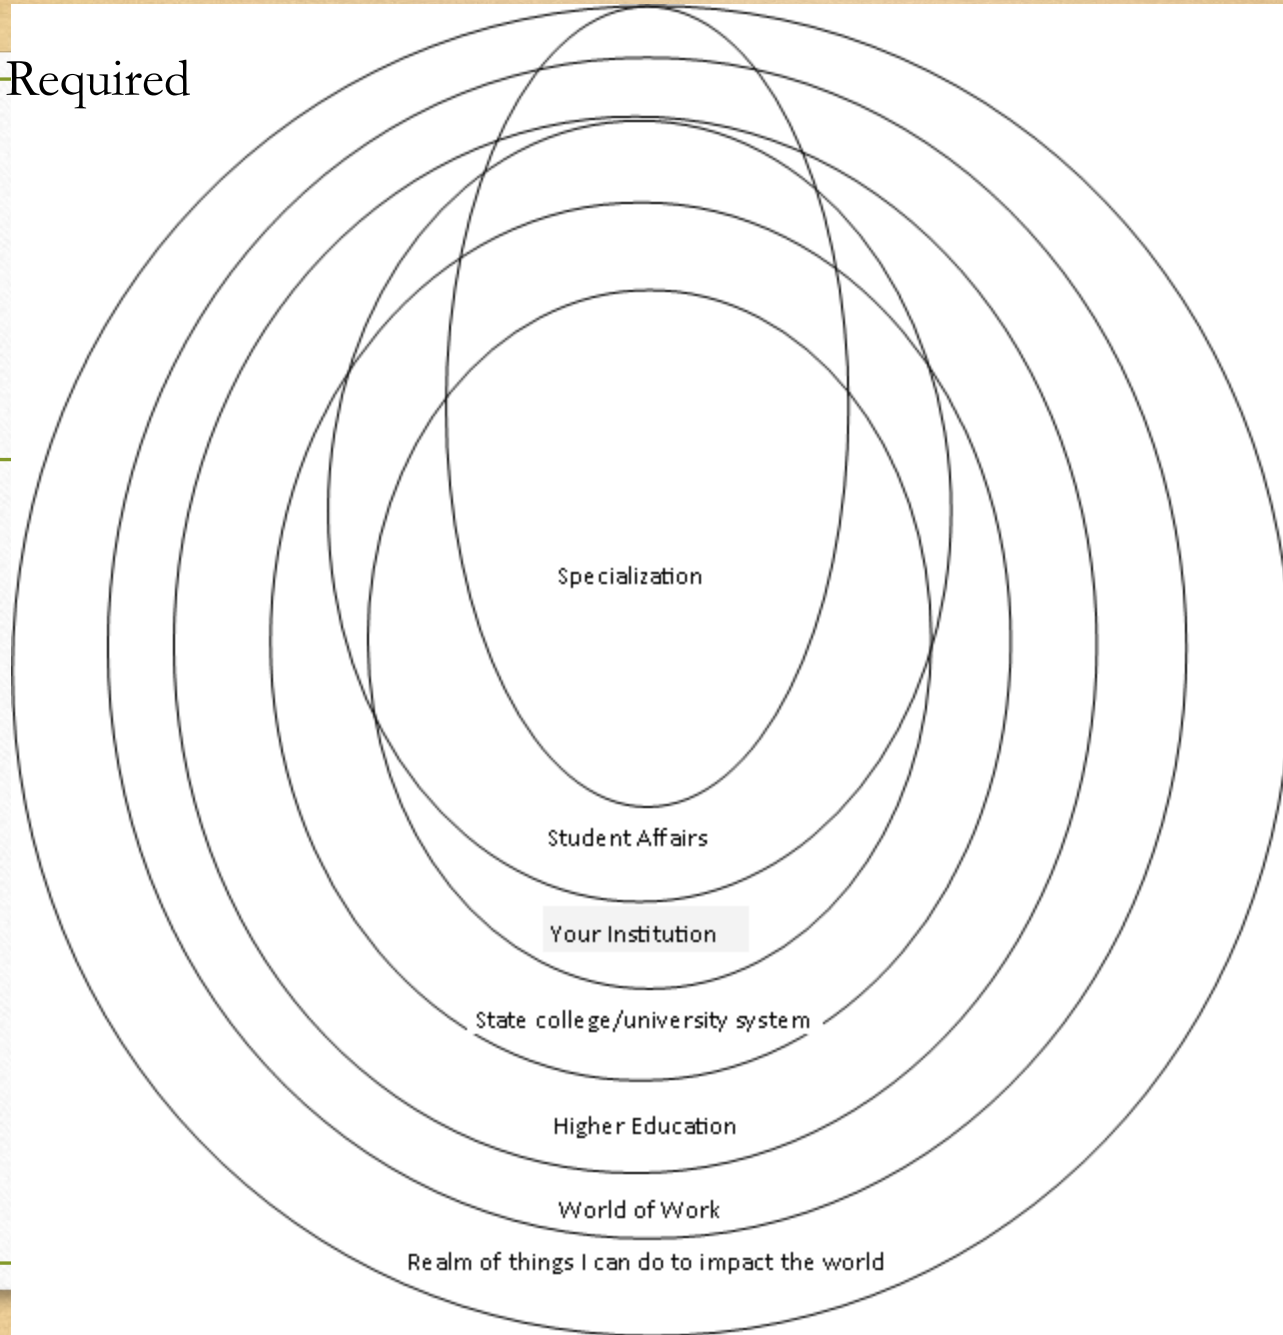 Required
Specialization
Student Affairs
Your Institution
State college/university system
Higher Education
World of Work
Realm of things I can do to impact the world